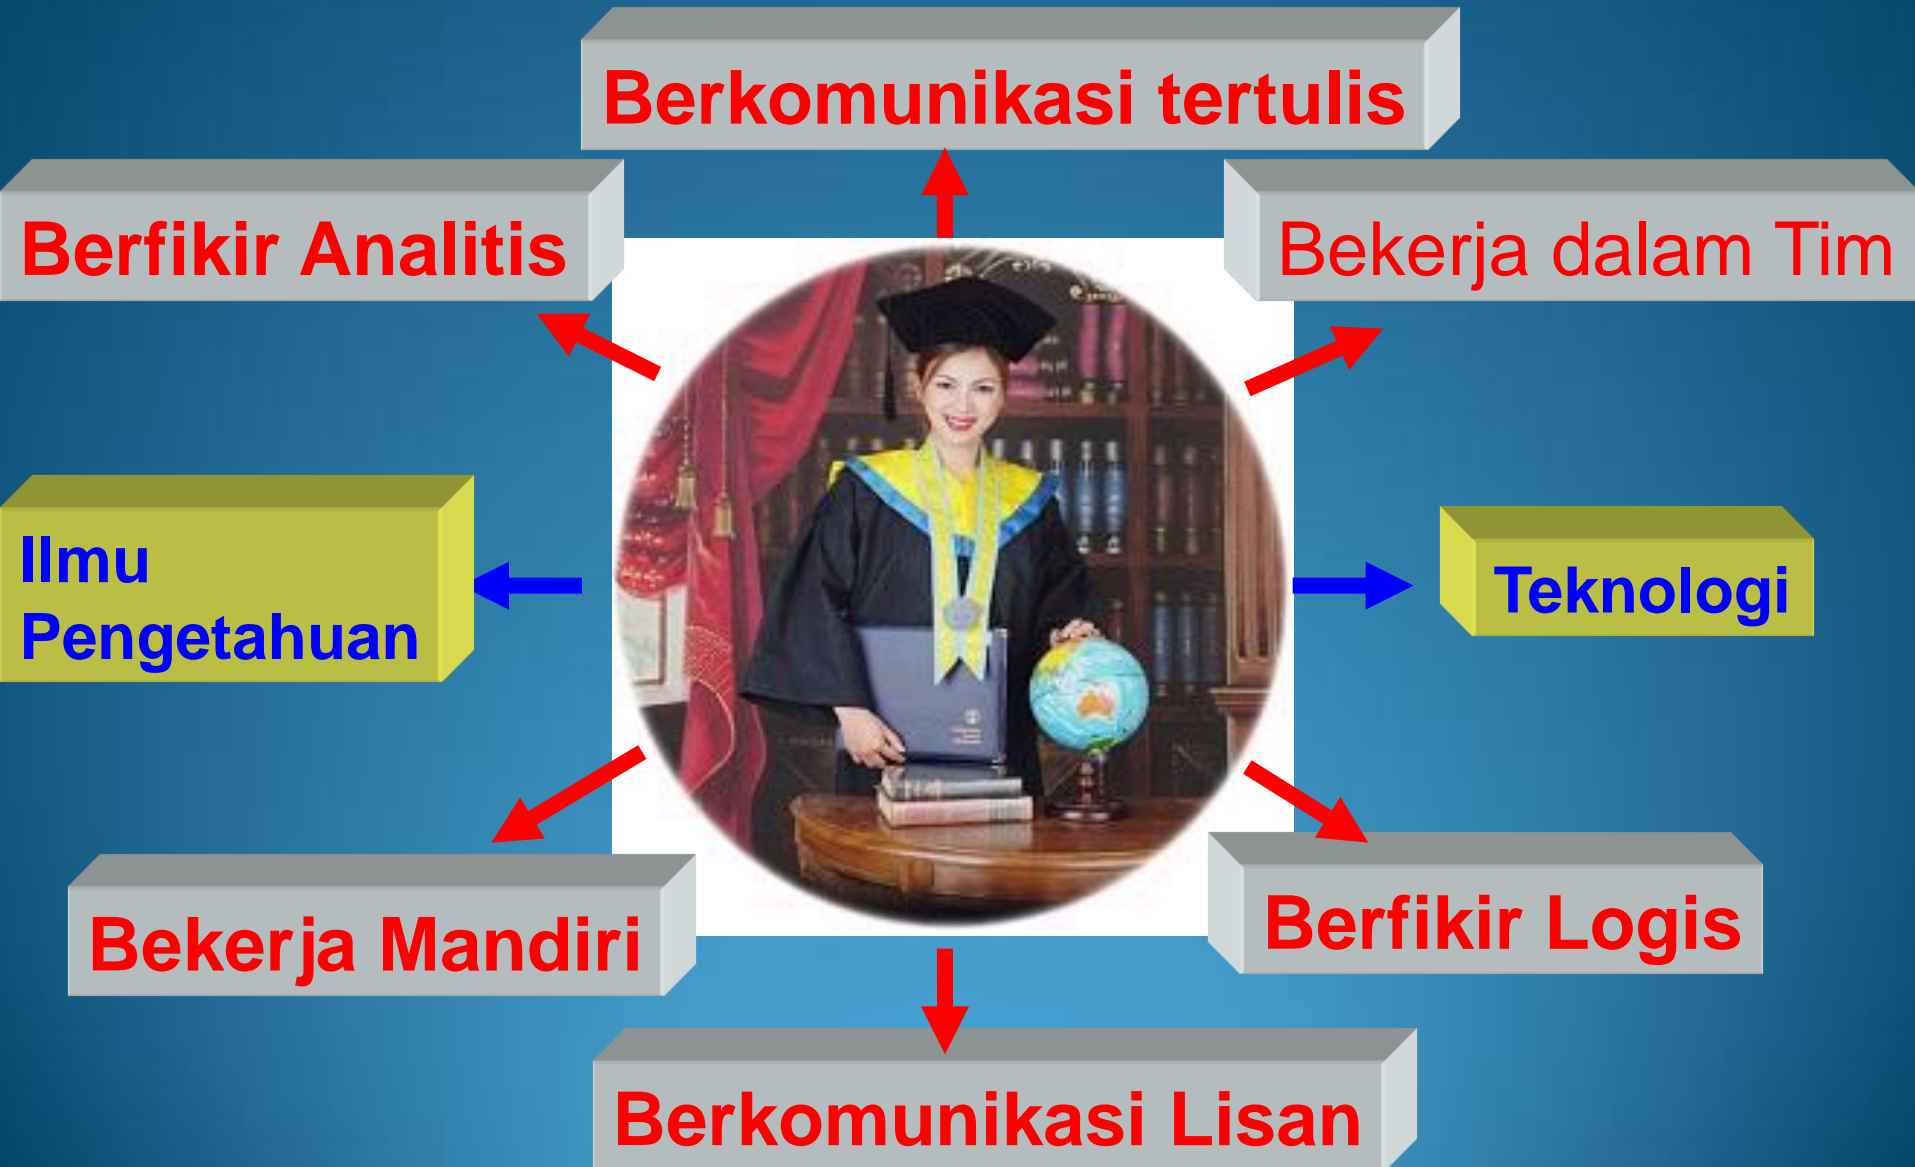 Berkomunikasi tertulis
Berfikir Analitis
Bekerja dalam Tim
Ilmu
Pengetahuan
Teknologi
Bekerja Mandiri
Berfikir Logis
Berkomunikasi Lisan